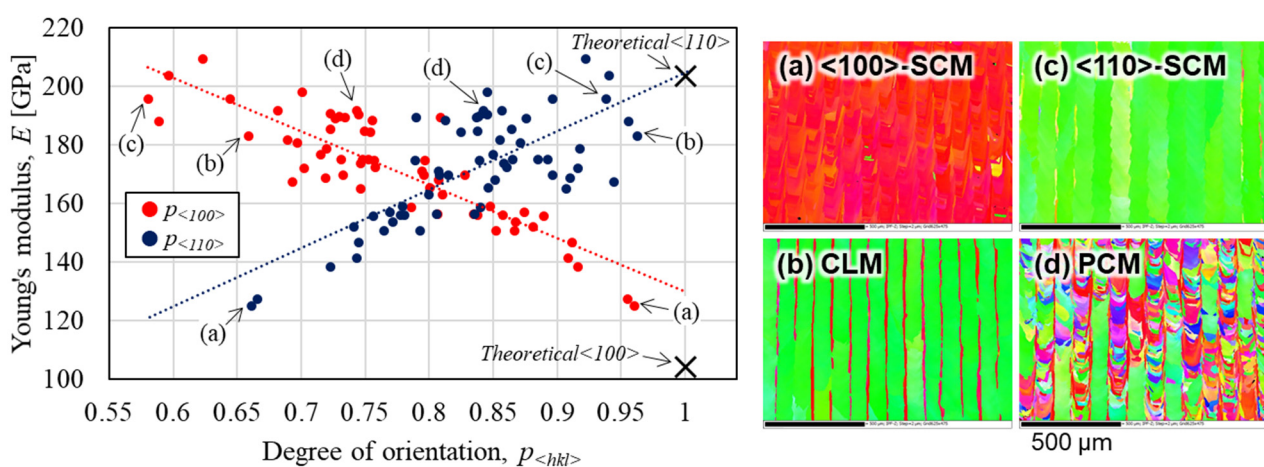 Young's modulus, E [GPa]
220
200
180
160
140
120
100
0.55 0.6 0.65 0.7 0.75 0.8 0.85 0.9 0.95 1
Degree of orientation, p<hkl>
Theoretical<110>
(c)
(d)
(d)
(c)
(b)
(b)
p<100>
p<110>
(a)
(a)
Theoretical<100>
(a) <100>-SCM
(c) <110>-SCM
(b) CLM
(d) PCM
500 µm